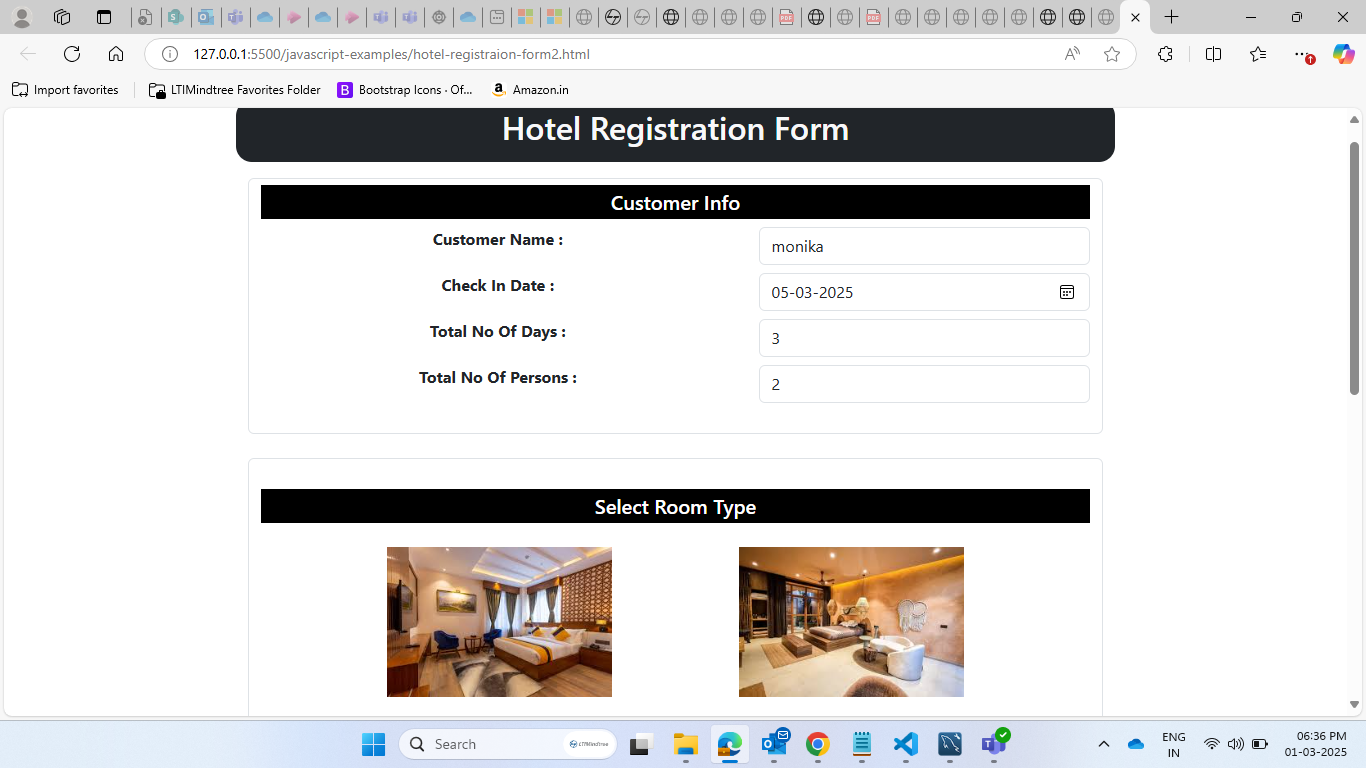 127.0.0.1:5500/javascript-examples/hotel-registraion-form2.html
Import favorites
LTIMindtree Favorites Folder
B Bootstrap Icons · Of...
Amazon.in
Hotel Registration Form
Customer Info
Customer Name :
monika
Check In Date :
05-03-2025
Total No Of Days :
3
Total No Of Persons :
2
Select Room Type
Search
LTIMindtree
ENG
IN
06:36 PM
01-03-2025